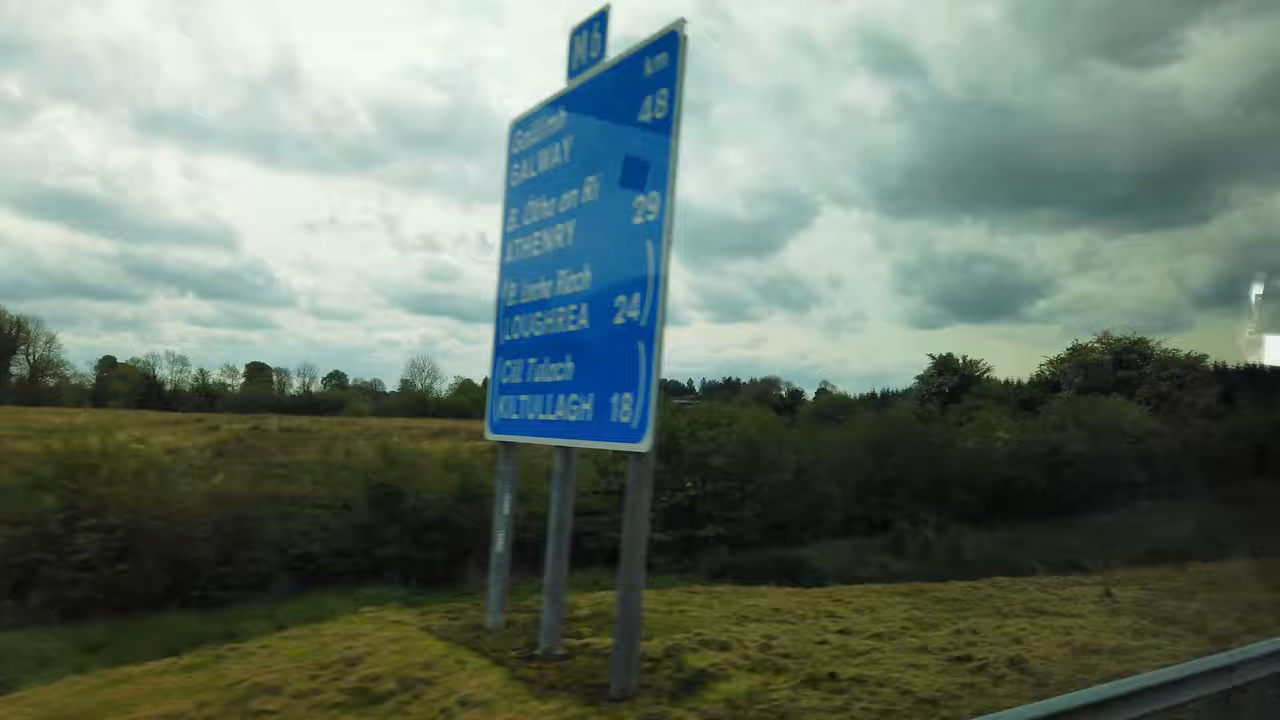 M6
km
Gaillimh
GALWAY 48
B. Átha an Rí
ATHENRY 29
(B. Locha Riach
LOUGHREA 24)
(Cill Tulach
KILTULLAGH 18)